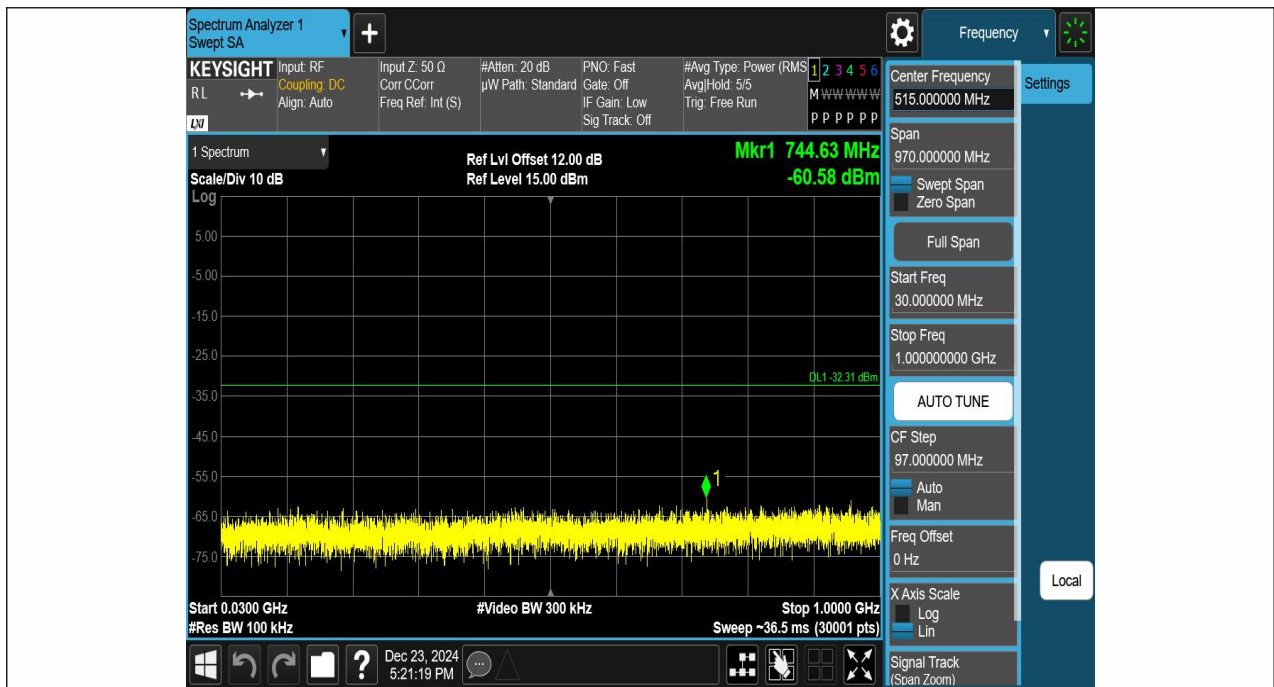 Spectrum Analyzer 1
Swept SA
+
Frequency
KEYSIGHT
R L
LXI
Input: RF
Coupling: DC
Align: Auto
Input Z: 50 Ω
Corr CCorr
Freq Ref: Int (S)
#Atten: 20 dB
µW Path: Standard
PNO: Fast
Gate: Off
IF Gain: Low
Sig Track: Off
#Avg Type: Power (RMS
Avg|Hold: 5/5
Trig: Free Run
1 2 3 4 5 6
M W W W W W
P P P P P P
1 Spectrum
Scale/Div 10 dB
Log
Ref Lvl Offset 12.00 dB
Ref Level 15.00 dBm
Mkr1 744.63 MHz
-60.58 dBm
5.00
-5.00
-15.0
-25.0
DL1 -32.31 dBm
-35.0
-45.0
-55.0
1
-65.0
-75.0
Start 0.0300 GHz
#Res BW 100 kHz
#Video BW 300 kHz
Stop 1.0000 GHz
Sweep ~36.5 ms (30001 pts)
Center Frequency
515.000000 MHz
Settings
Span
970.000000 MHz
Swept Span
Zero Span
Full Span
Start Freq
30.000000 MHz
Stop Freq
1.000000000 GHz
AUTO TUNE
CF Step
97.000000 MHz
Auto
Man
Freq Offset
0 Hz
Local
X Axis Scale
Log
Lin
Signal Track
(Span Zoom)
?
Dec 23, 2024
5:21:19 PM